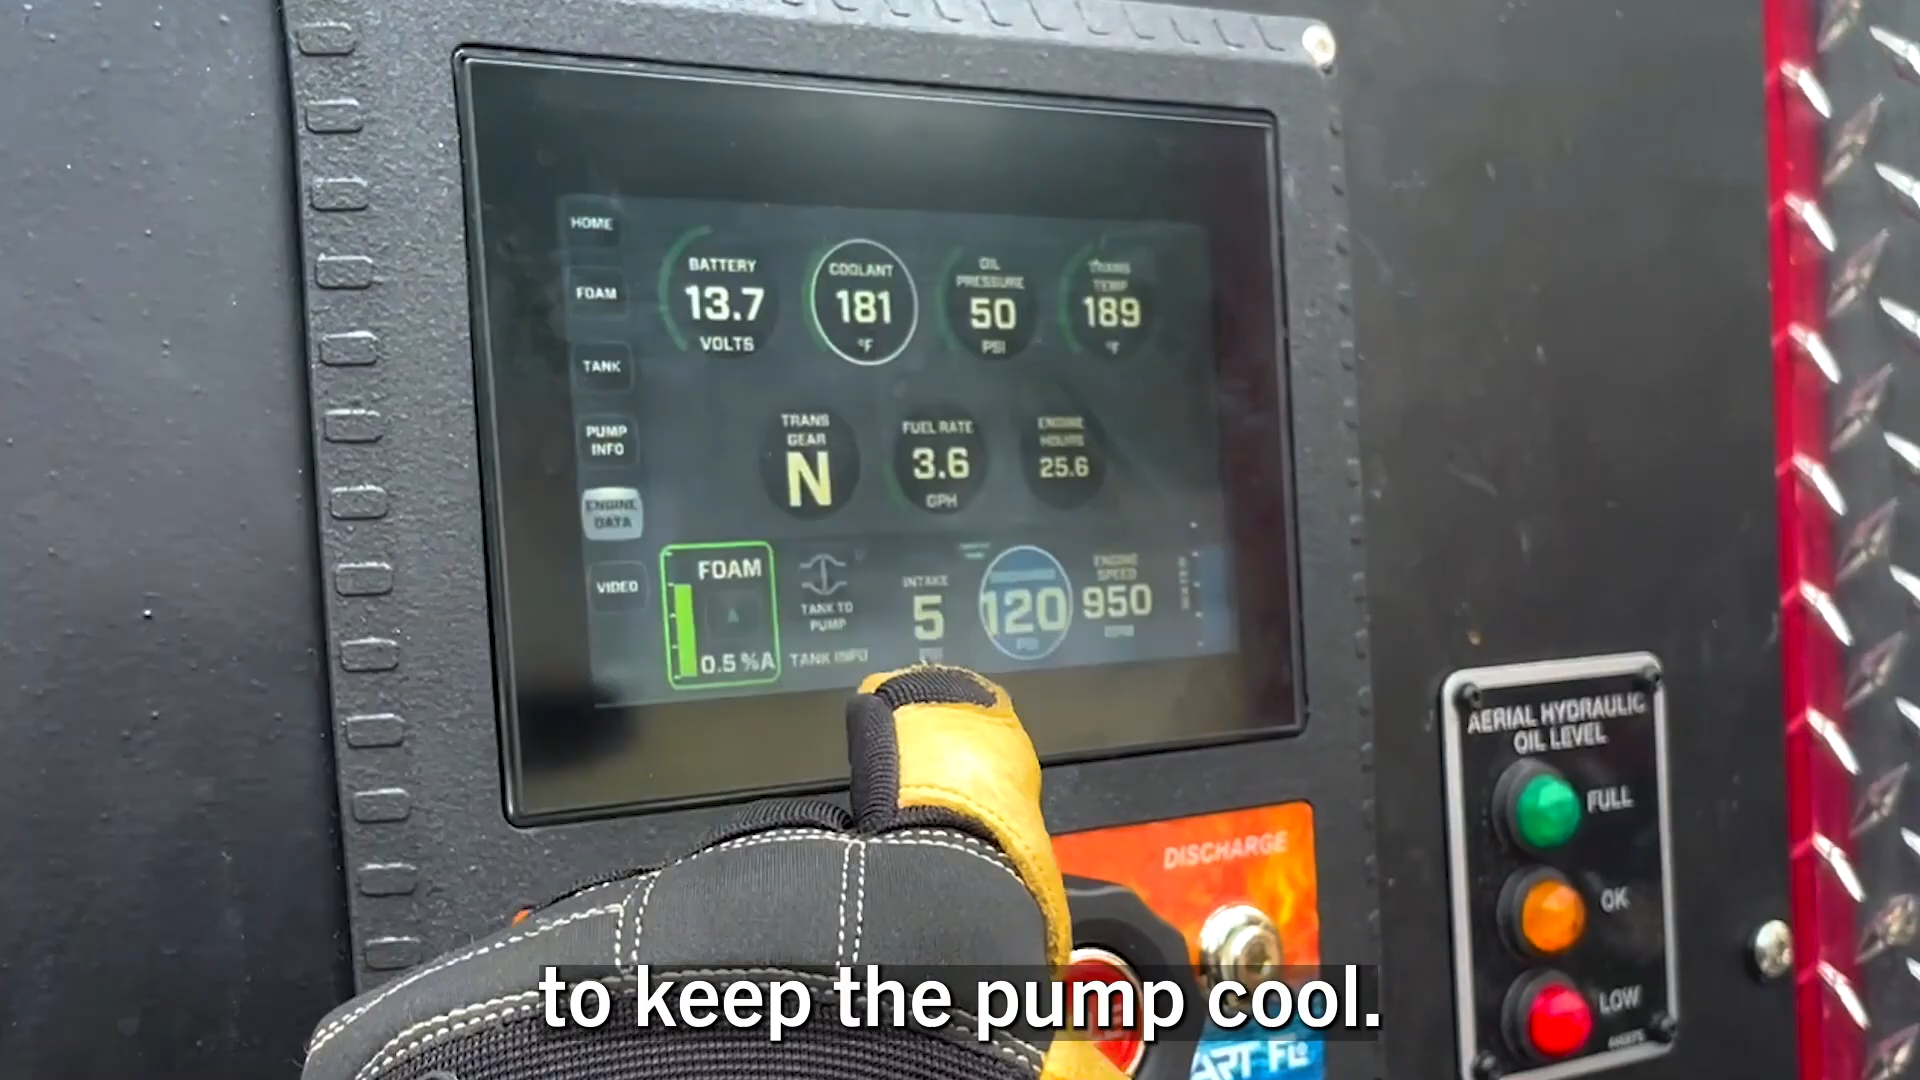 HOME
FOAM
TANK
PUMP
INFO
ENGINE
DATA
VIDEO
BATTERY
13.7
VOLTS
COOLANT
181
°F
OIL
PRESSURE
50
PSI
TRANS
TEMP
189
°F
TRANS
GEAR
N
FUEL RATE
3.6
GPH
ENGINE
HOURS
25.6
FOAM
A
0.5 %A
TANK TO
PUMP
TANK INFO
INTAKE
5
PSI
120
PSI
ENGINE
SPEED
950
RPM
AERIAL HYDRAULIC
OIL LEVEL
FULL
OK
LOW
DISCHARGE
to keep the pump cool.